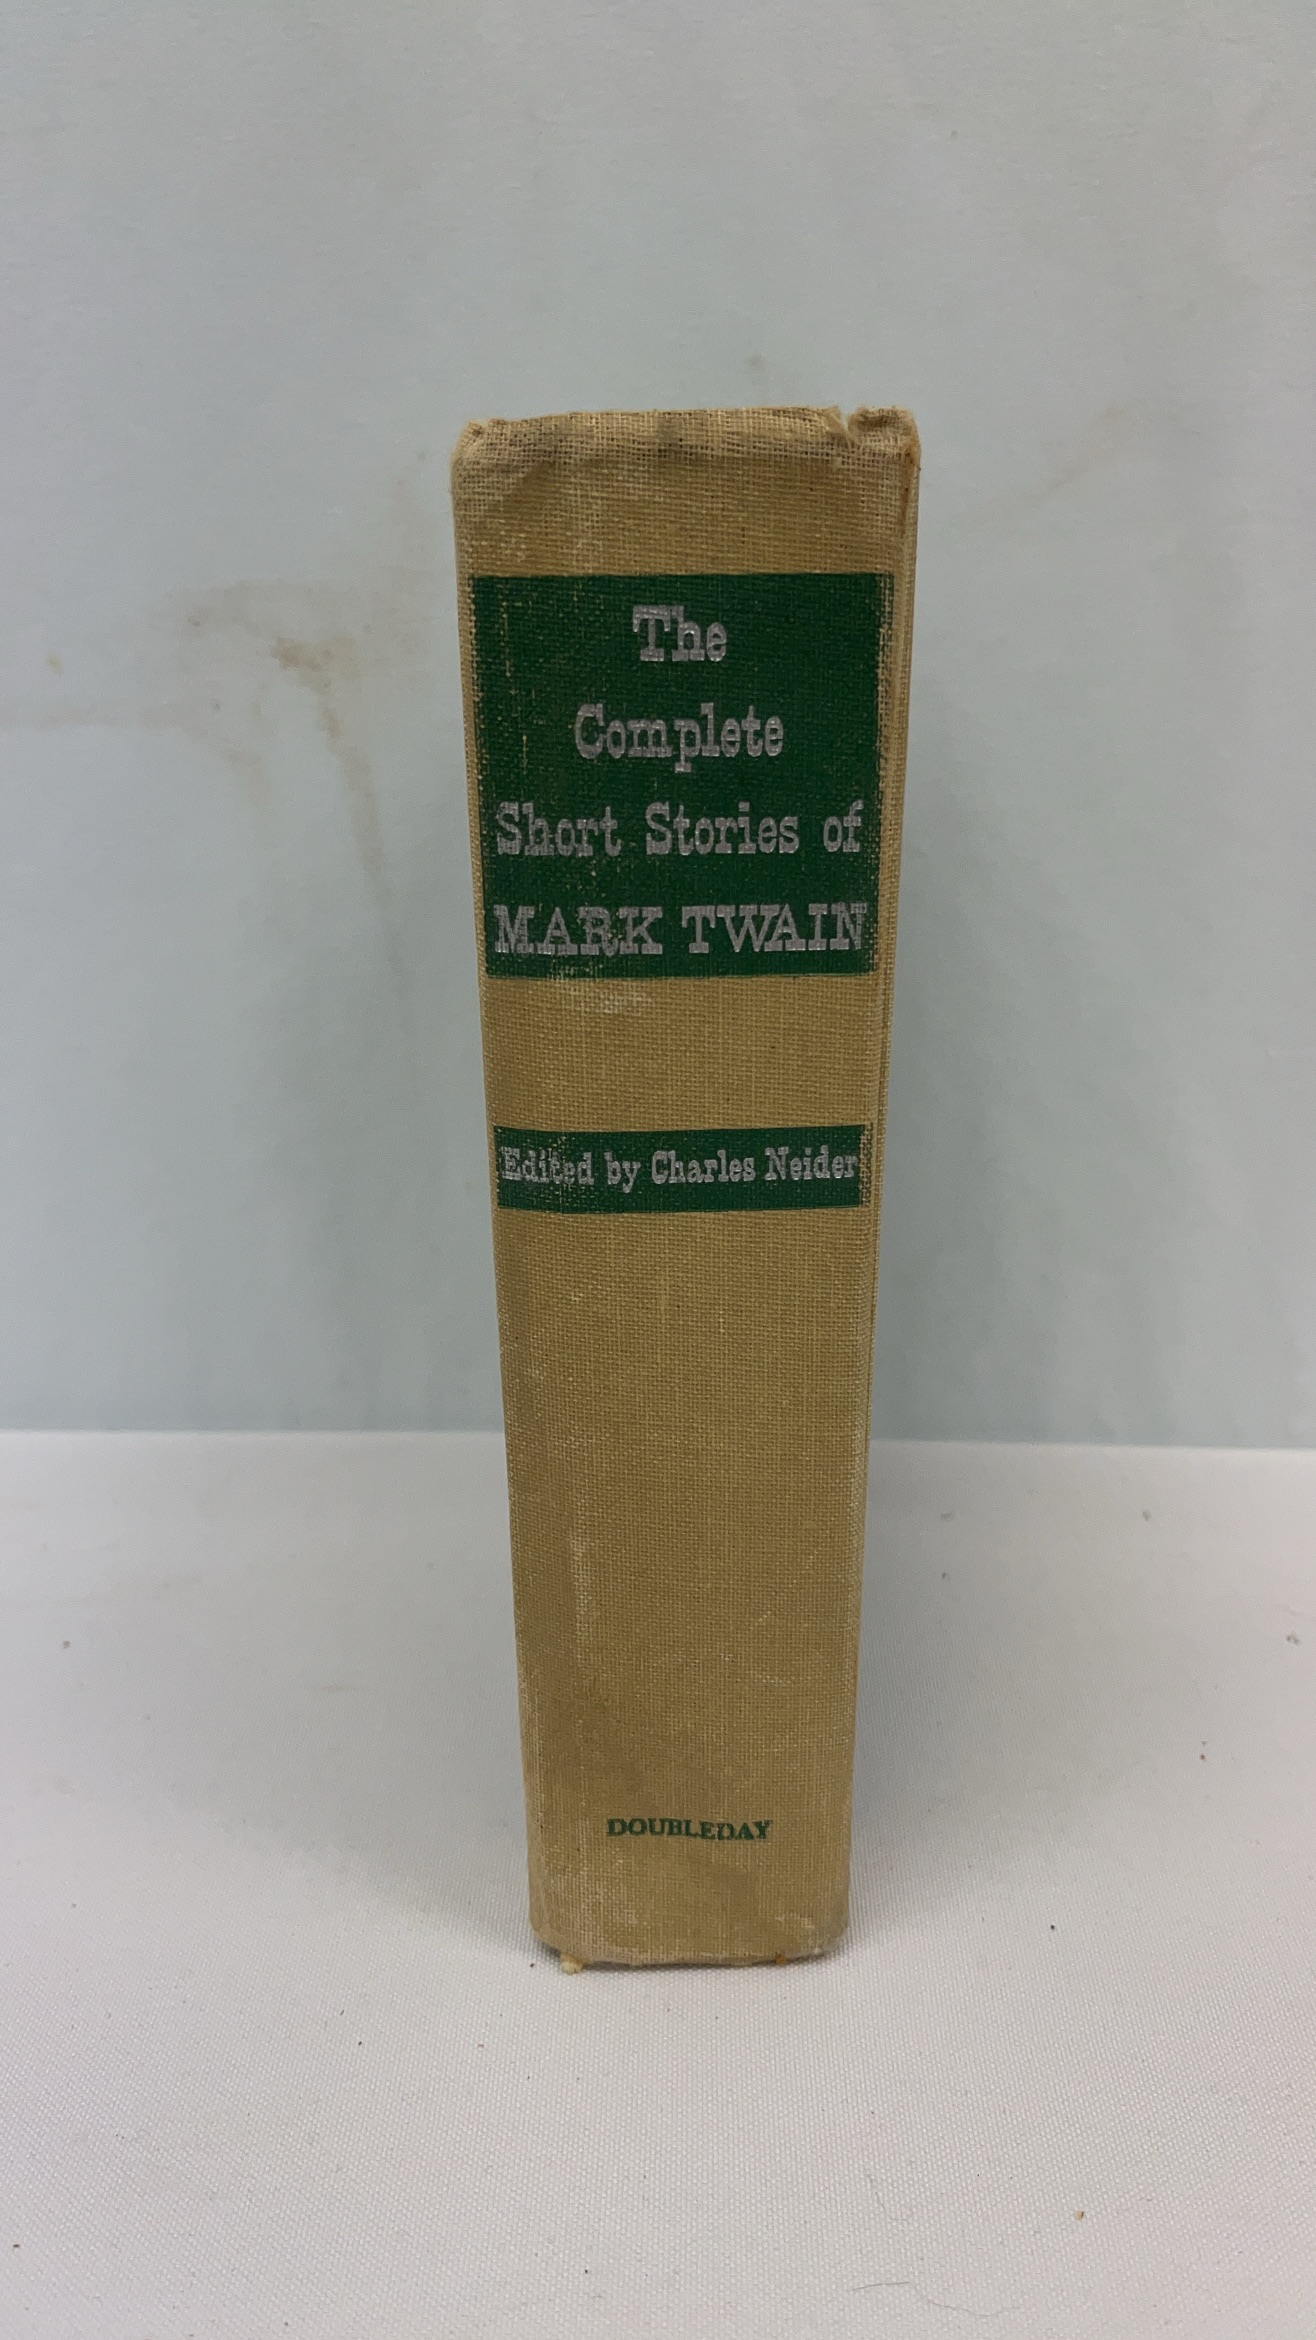 The
Complete
Short Stories of
MARK TWAIN
Edited by Charles Neider
DOUBLEDAY